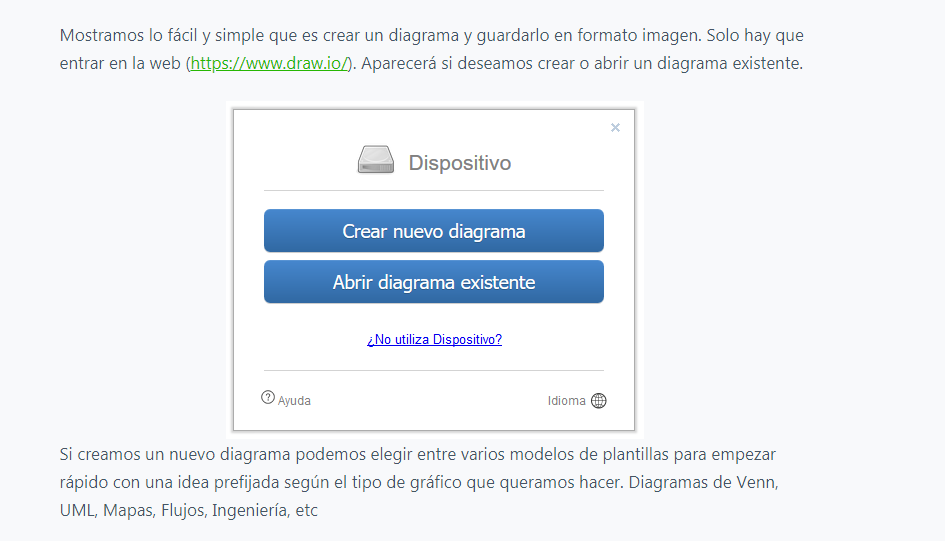 Mostramos lo fácil y simple que es crear un diagrama y guardarlo en formato imagen. Solo hay que
entrar en la web (https://www.draw.io/). Aparecerá si deseamos crear o abrir un diagrama existente.
Dispositivo
Crear nuevo diagrama
Abrir diagrama existente
¿No utiliza Dispositivo?
Ayuda
Idioma
Si creamos un nuevo diagrama podemos elegir entre varios modelos de plantillas para empezar
rápido con una idea prefijada según el tipo de gráfico que queramos hacer. Diagramas de Venn,
UML, Mapas, Flujos, Ingeniería, etc